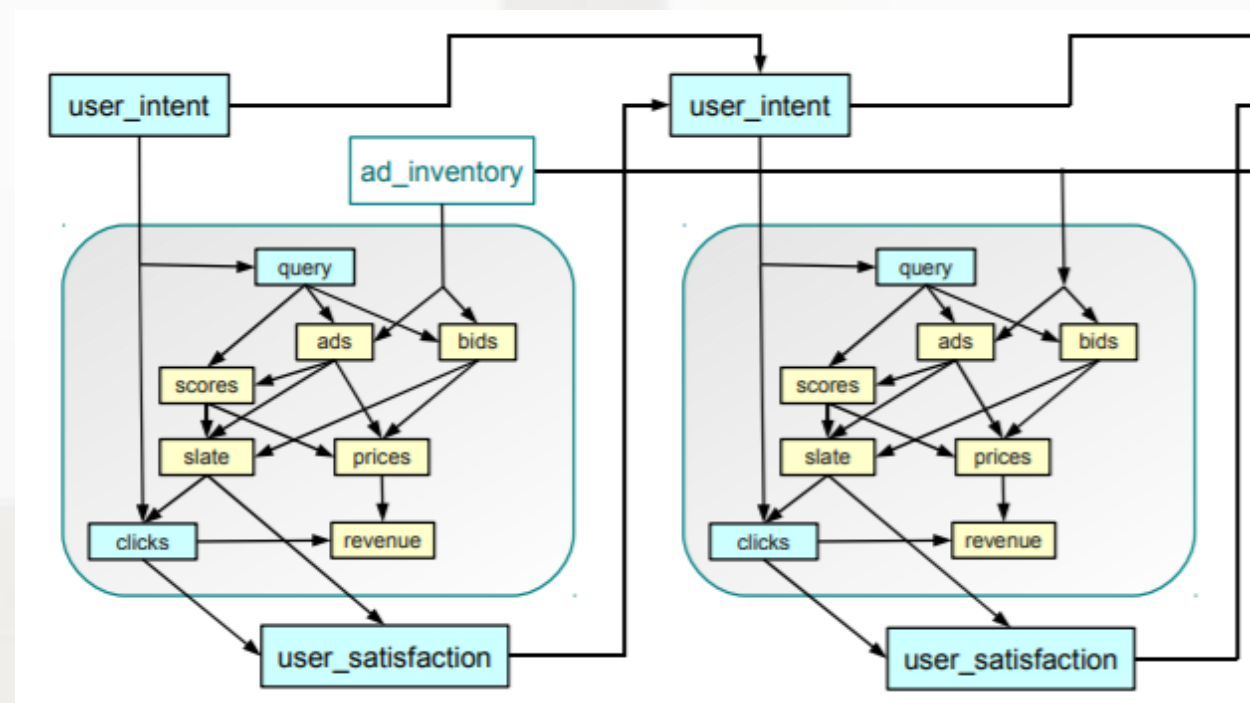 user_intent
user_intent
ad_inventory
query
query
ads
bids
ads
bids
scores
scores
slate
prices
slate
prices
clicks
revenue
clicks
revenue
user_satisfaction
user_satisfaction